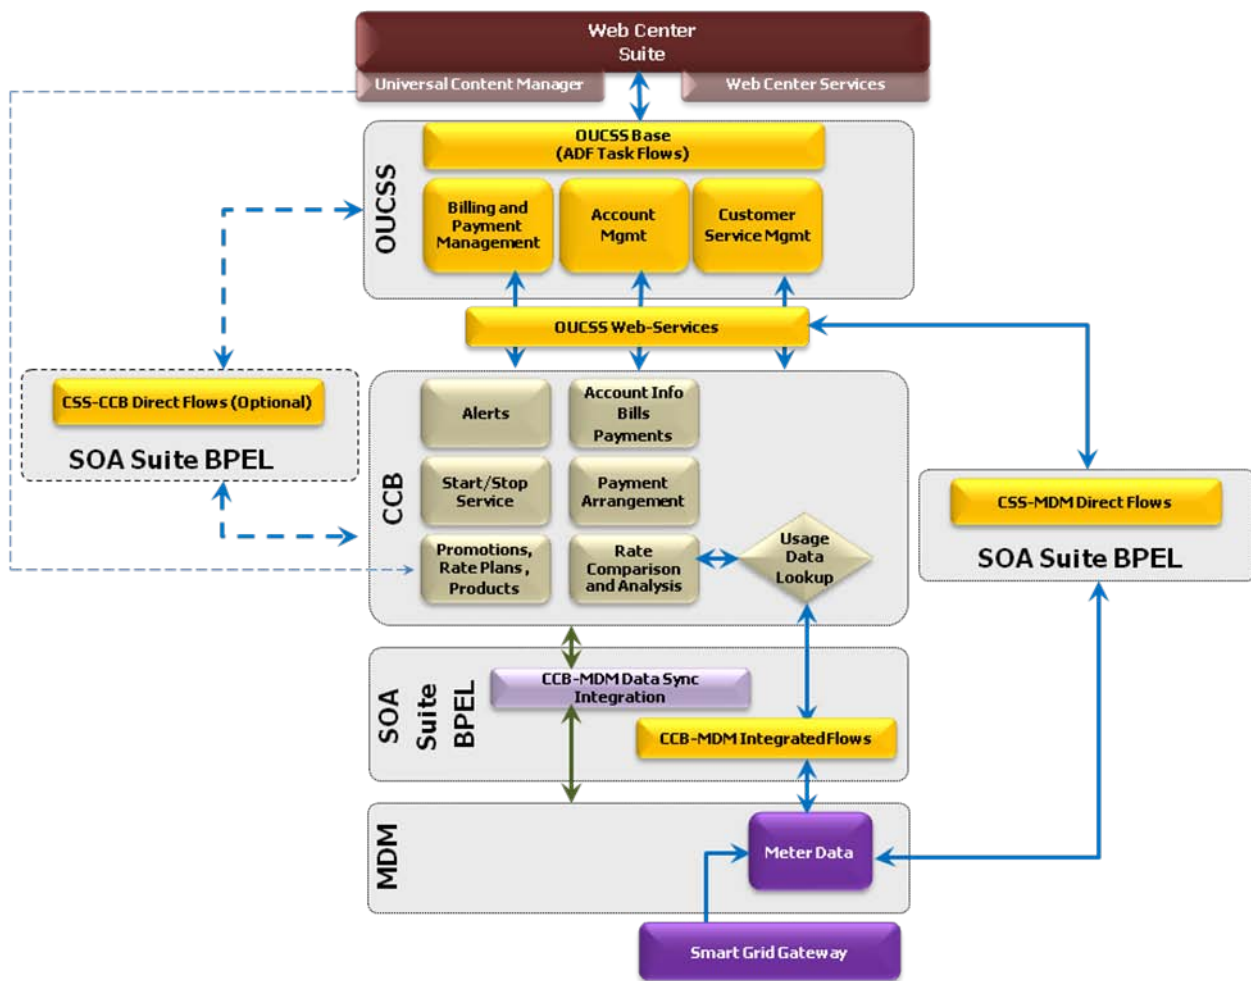 Web Center
Suite
Universal Content Manager
Web Center Services
OUCSS
OUCSS Base
(ADF Task Flows)
Billing and
Payment
Management
Account
Mgmt
Customer
Service Mgmt
OUCSS Web-Services
CSS-CCB Direct Flows (Optional)
SOA Suite BPEL
CCB
Alerts
Account Info
Bills
Payments
Start/Stop
Service
Payment
Arrangement
Promotions,
Rate Plans,
Products
Rate
Comparison
and Analysis
Usage
Data
Lookup
CSS-MDM Direct Flows
SOA Suite BPEL
SOA
Suite
BPEL
CCB-MDM Data Sync
Integration
CCB-MDM Integrated Flows
MDM
Meter Data
Smart Grid Gateway